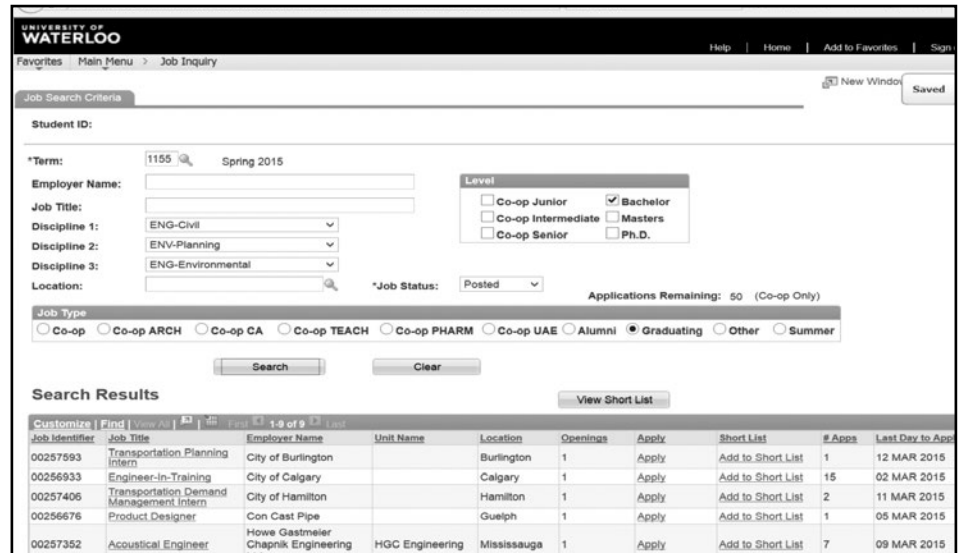 UNIVERSITY OF
WATERLOO
Help | Home | Add to Favorites | Sign
Favorites Main Menu > Job Inquiry
New Window
Saved
Job Search Criteria
Student ID:
*Term: 1155 Spring 2015
Employer Name:
Job Title:
Discipline 1: ENG-Civil
Discipline 2: ENV-Planning
Discipline 3: ENG-Environmental
Location:
Level
Co-op Junior Bachelor
Co-op Intermediate Masters
Co-op Senior Ph.D.
*Job Status: Posted
Applications Remaining: 50 (Co-op Only)
Job Type
Co-op Co-op ARCH Co-op CA Co-op TEACH Co-op PHARM Co-op UAE Alumni Graduating Other Summer
Search Clear
Search Results
View Short List
Customize | Find | View All | First 1-9 of 9 Last
Job Identifier Job Title Employer Name Unit Name Location Openings Apply Short List # Apps Last Day to Appl
00257593 Transportation Planning Intern City of Burlington Burlington 1 Apply Add to Short List 1 12 MAR 2015
00256933 Engineer-In-Training City of Calgary Calgary 1 Apply Add to Short List 15 02 MAR 2015
00257406 Transportation Demand Management Intern City of Hamilton Hamilton 1 Apply Add to Short List 2 11 MAR 2015
00256676 Product Designer Con Cast Pipe Guelph 1 Apply Add to Short List 1 05 MAR 2015
00257352 Acoustical Engineer Howe Gastmeier Chapnik Engineering HGC Engineering Mississauga 1 Apply Add to Short List 7 09 MAR 2015